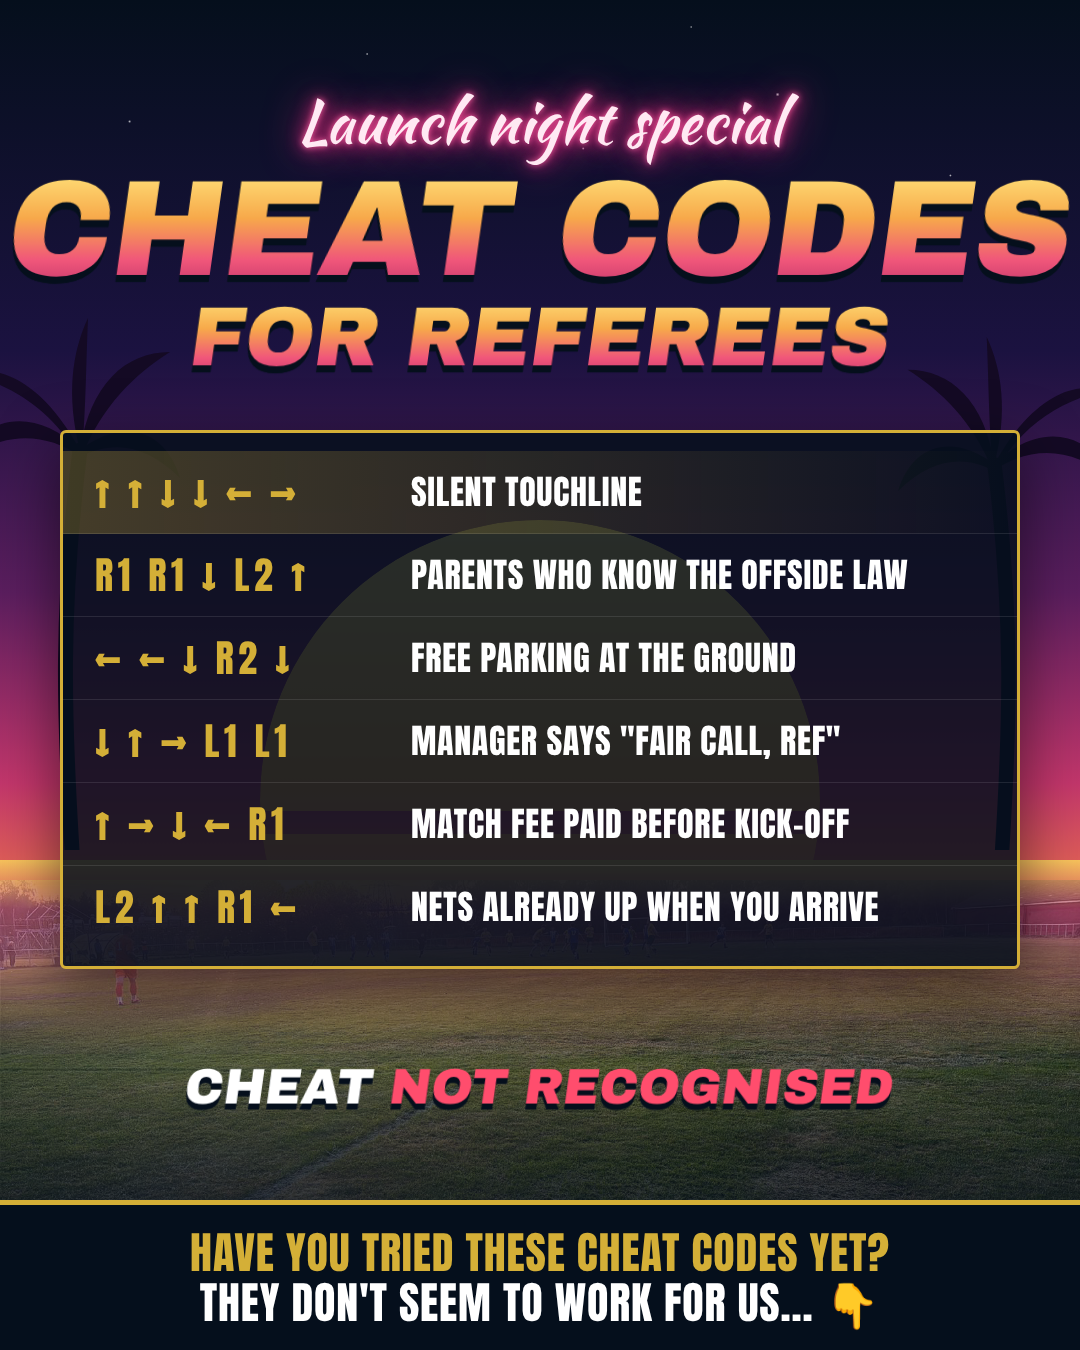 Launch night special
CHEAT CODES
FOR REFEREES
↑ ↑ ↓ ↓ ← → SILENT TOUCHLINE
R1 R1 ↓ L2 ↑ PARENTS WHO KNOW THE OFFSIDE LAW
← ← ↓ R2 ↓ FREE PARKING AT THE GROUND
↓ ↑ → L1 L1 MANAGER SAYS "FAIR CALL, REF"
↑ → ↓ ← R1 MATCH FEE PAID BEFORE KICK-OFF
L2 ↑ ↑ R1 ← NETS ALREADY UP WHEN YOU ARRIVE
CHEAT NOT RECOGNISED
HAVE YOU TRIED THESE CHEAT CODES YET?
THEY DON'T SEEM TO WORK FOR US... 👇